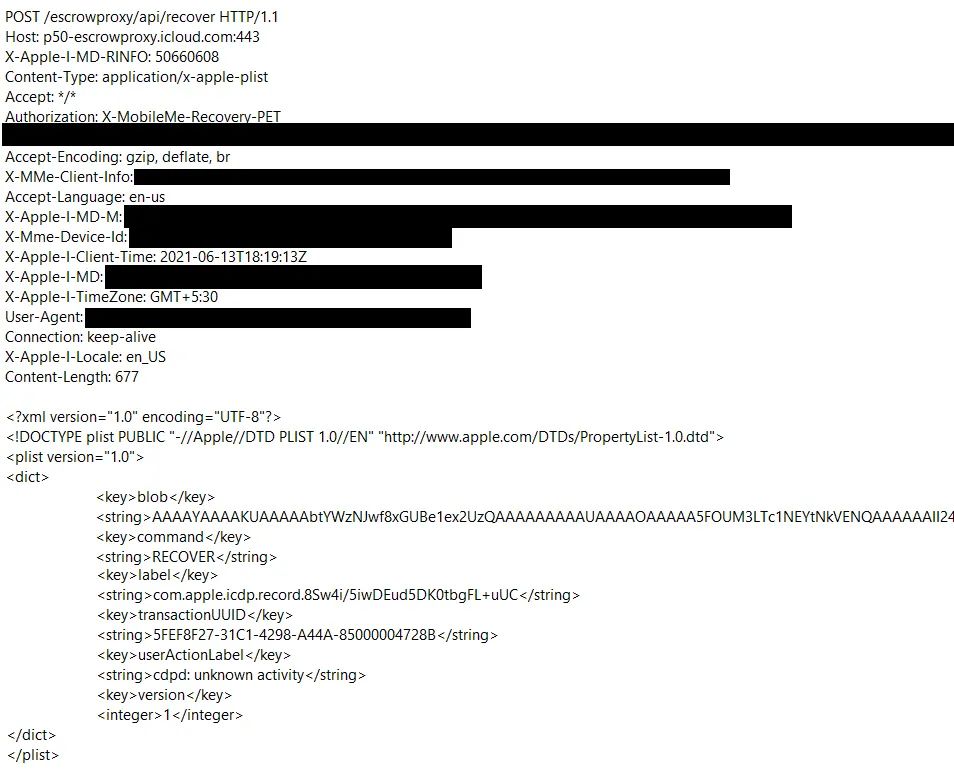 POST /escrowproxy/api/recover HTTP/1.1
Host: p50-escrowproxy.icloud.com:443
X-Apple-I-MD-RINFO: 50660608
Content-Type: application/x-apple-plist
Accept: */*
Authorization: X-MobileMe-Recovery-PET
Accept-Encoding: gzip, deflate, br
X-MMe-Client-Info:
Accept-Language: en-us
X-Apple-I-MD-M:
X-Mme-Device-Id:
X-Apple-I-Client-Time: 2021-06-13T18:19:13Z
X-Apple-I-MD:
X-Apple-I-TimeZone: GMT+5:30
User-Agent:
Connection: keep-alive
X-Apple-I-Locale: en_US
Content-Length: 677
<?xml version="1.0" encoding="UTF-8"?>
<!DOCTYPE plist PUBLIC "-//Apple//DTD PLIST 1.0//EN" "http://www.apple.com/DTDs/PropertyList-1.0.dtd">
<plist version="1.0">
<dict>
<key>blob</key>
<string>AAAAYAAAAKUAAAAAbtYWzNJwf8xGUBe1ex2UzQAAAAAAAAAUAAAAOAAAAA5FOUM3LTc1NEYtNkVENQAAAAAAII24
<key>command</key>
<string>RECOVER</string>
<key>label</key>
<string>com.apple.icdp.record.8Sw4i/5iwDEud5DK0tbgFL+uUC</string>
<key>transactionUUID</key>
<string>5FEF8F27-31C1-4298-A44A-85000004728B</string>
<key>userActionLabel</key>
<string>cdpd: unknown activity</string>
<key>version</key>
<integer>1</integer>
</dict>
</plist>